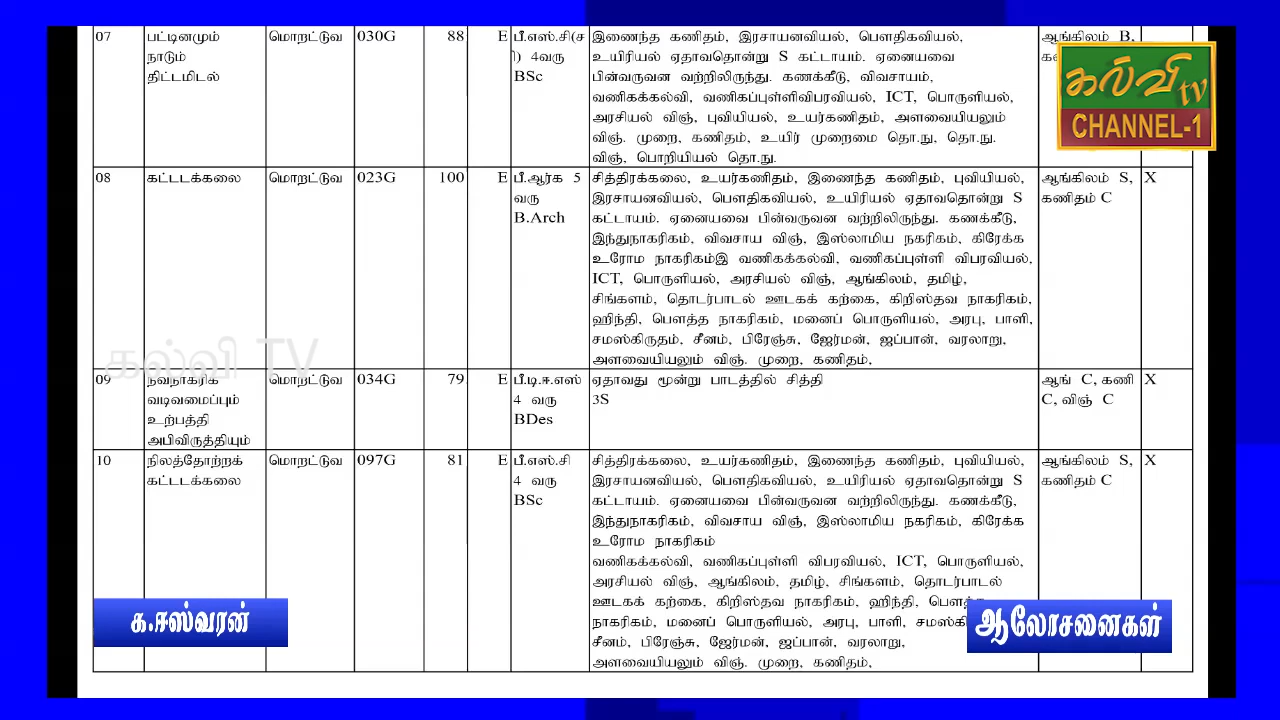 07 பட்டினமும் மொறட்டுவ 030G 88 E பீ.எஸ்.சி(ச இணைந்த கணிதம், இரசாயனவியல், பௌதிகவியல், ஆங்கிலம் B,
நாடும் ி) 4வரு உயிரியல் ஏதாவதொன்று S கட்டாயம். ஏனையவை
திட்டமிடல் BSc பின்வருவன வற்றிலிருந்து. கணக்கீடு, விவசாயம்,
வணிகக்கல்வி, வணிகப்புள்ளிவிபரவியல், ICT, பொருளியல்,
அரசியல் விஞ், புவியியல், உயர்கணிதம், அளவையியலும்
விஞ். முறை, கணிதம், உயிர் முறைமை தொ.நு, தொ.நு.
விஞ், பொறியியல் தொ.நு.
கல்வி tv
CHANNEL-1
08 கட்டடக்கலை மொறட்டுவ 023G 100 E பீ.ஆர்க 5 சித்திரக்கலை, உயர்கணிதம், இணைந்த கணிதம், புவியியல், ஆங்கிலம் S, X
வரு இரசாயனவியல், பௌதிகவியல், உயிரியல் ஏதாவதொன்று S கணிதம் C
B.Arch கட்டாயம். ஏனையவை பின்வருவன வற்றிலிருந்து. கணக்கீடு,
இந்துநாகரிகம், விவசாய விஞ், இஸ்லாமிய நகரிகம், கிரேக்க
உரோம நாகரிகம்இ வணிகக்கல்வி, வணிகப்புள்ளி விபரவியல்,
ICT, பொருளியல், அரசியல் விஞ், ஆங்கிலம், தமிழ்,
சிங்களம், தொடர்பாடல் ஊடகக் கற்கை, கிறிஸ்தவ நாகரிகம்,
ஹிந்தி, பௌத்த நாகரிகம், மனைப் பொருளியல், அரபு, பாளி,
சமஸ்கிருதம், சீனம், பிரேஞ்சு, ஜேர்மன், ஜப்பான், வரலாறு,
அளவையியலும் விஞ். முறை, கணிதம்,
கல்வி TV
09 நவநாகரிக மொறட்டுவ 034G 79 E பீ.டி.ஈ.எஸ் ஏதாவது மூன்று பாடத்தில் சித்தி ஆங் C, கணி X
வடிவமைப்பும் 4 வரு 3S C, விஞ் C
உற்பத்தி BDes
அபிவிருத்தியும்
10 நிலத்தோற்றக் மொறட்டுவ 097G 81 E பீ.எஸ்.சி சித்திரக்கலை, உயர்கணிதம், இணைந்த கணிதம், புவியியல், ஆங்கிலம் S, X
கட்டடக்கலை 4 வரு இரசாயனவியல், பௌதிகவியல், உயிரியல் ஏதாவதொன்று S கணிதம் C
BSc கட்டாயம். ஏனையவை பின்வருவன வற்றிலிருந்து. கணக்கீடு,
இந்துநாகரிகம், விவசாய விஞ், இஸ்லாமிய நகரிகம், கிரேக்க
உரோம நாகரிகம்
வணிகக்கல்வி, வணிகப்புள்ளி விபரவியல், ICT, பொருளியல்,
அரசியல் விஞ், ஆங்கிலம், தமிழ், சிங்களம், தொடர்பாடல்
ஊடகக் கற்கை, கிறிஸ்தவ நாகரிகம், ஹிந்தி,
நாகரிகம், மனைப் பொருளியல், அரபு, பாளி,
சீனம், பிரேஞ்சு, ஜேர்மன், ஜப்பான், வரலாறு,
அளவையியலும் விஞ். முறை, கணிதம்,
க.ஈஸ்வரன்
ஆலோசனைகள்